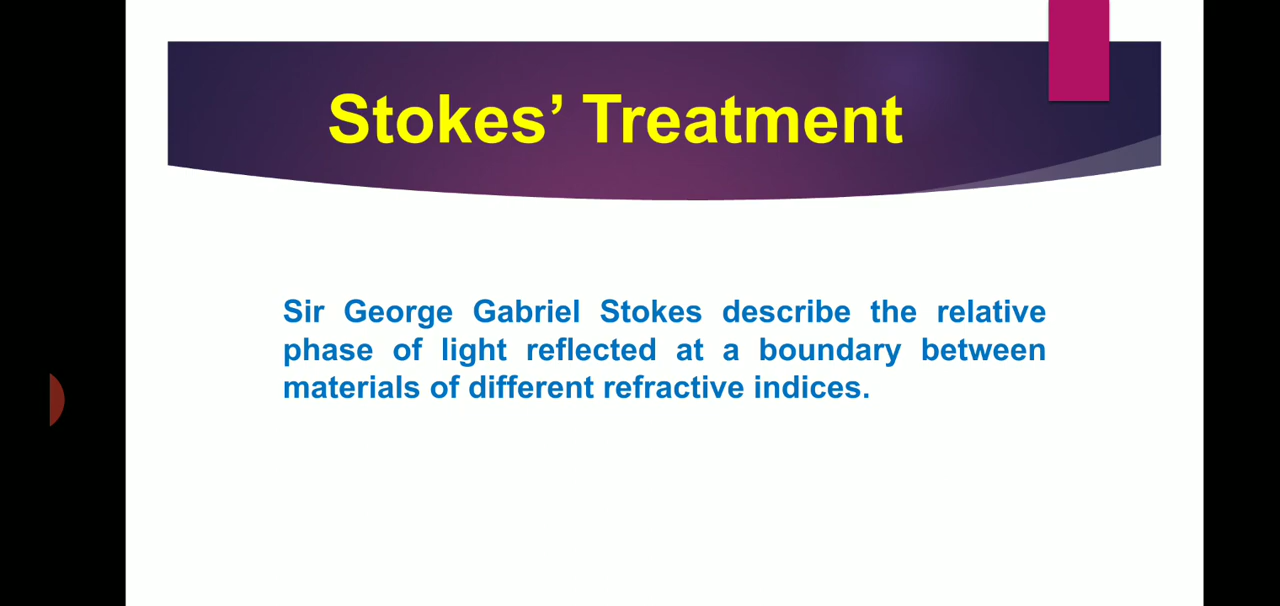 Stokes’ Treatment
Sir George Gabriel Stokes describe the relative
phase of light reflected at a boundary between
materials of different refractive indices.